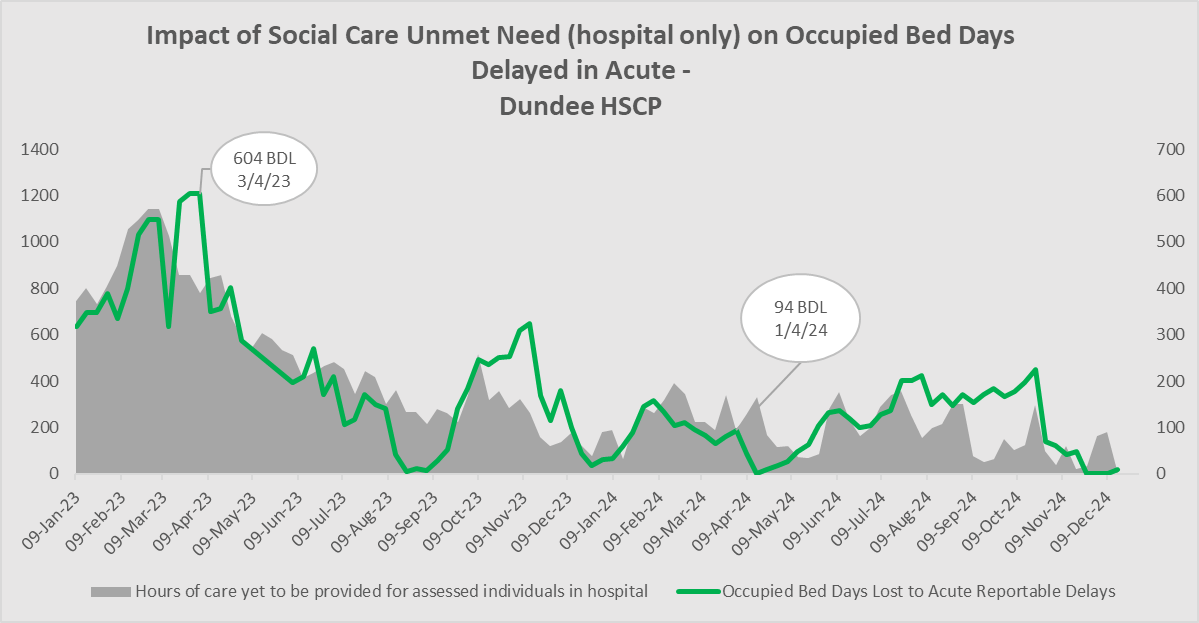 Impact of Social Care Unmet Need (hospital only) on Occupied Bed Days
Delayed in Acute -
Dundee HSCP
1400
1200
1000
800
600
400
200
0
700
600
500
400
300
200
100
0
604 BDL
3/4/23
94 BDL
1/4/24
09-Jan-23
09-Feb-23
09-Mar-23
09-Apr-23
09-May-23
09-Jun-23
09-Jul-23
09-Aug-23
09-Sep-23
09-Oct-23
09-Nov-23
09-Dec-23
09-Jan-24
09-Feb-24
09-Mar-24
09-Apr-24
09-May-24
09-Jun-24
09-Jul-24
09-Aug-24
09-Sep-24
09-Oct-24
09-Nov-24
09-Dec-24
Hours of care yet to be provided for assessed individuals in hospital
Occupied Bed Days Lost to Acute Reportable Delays